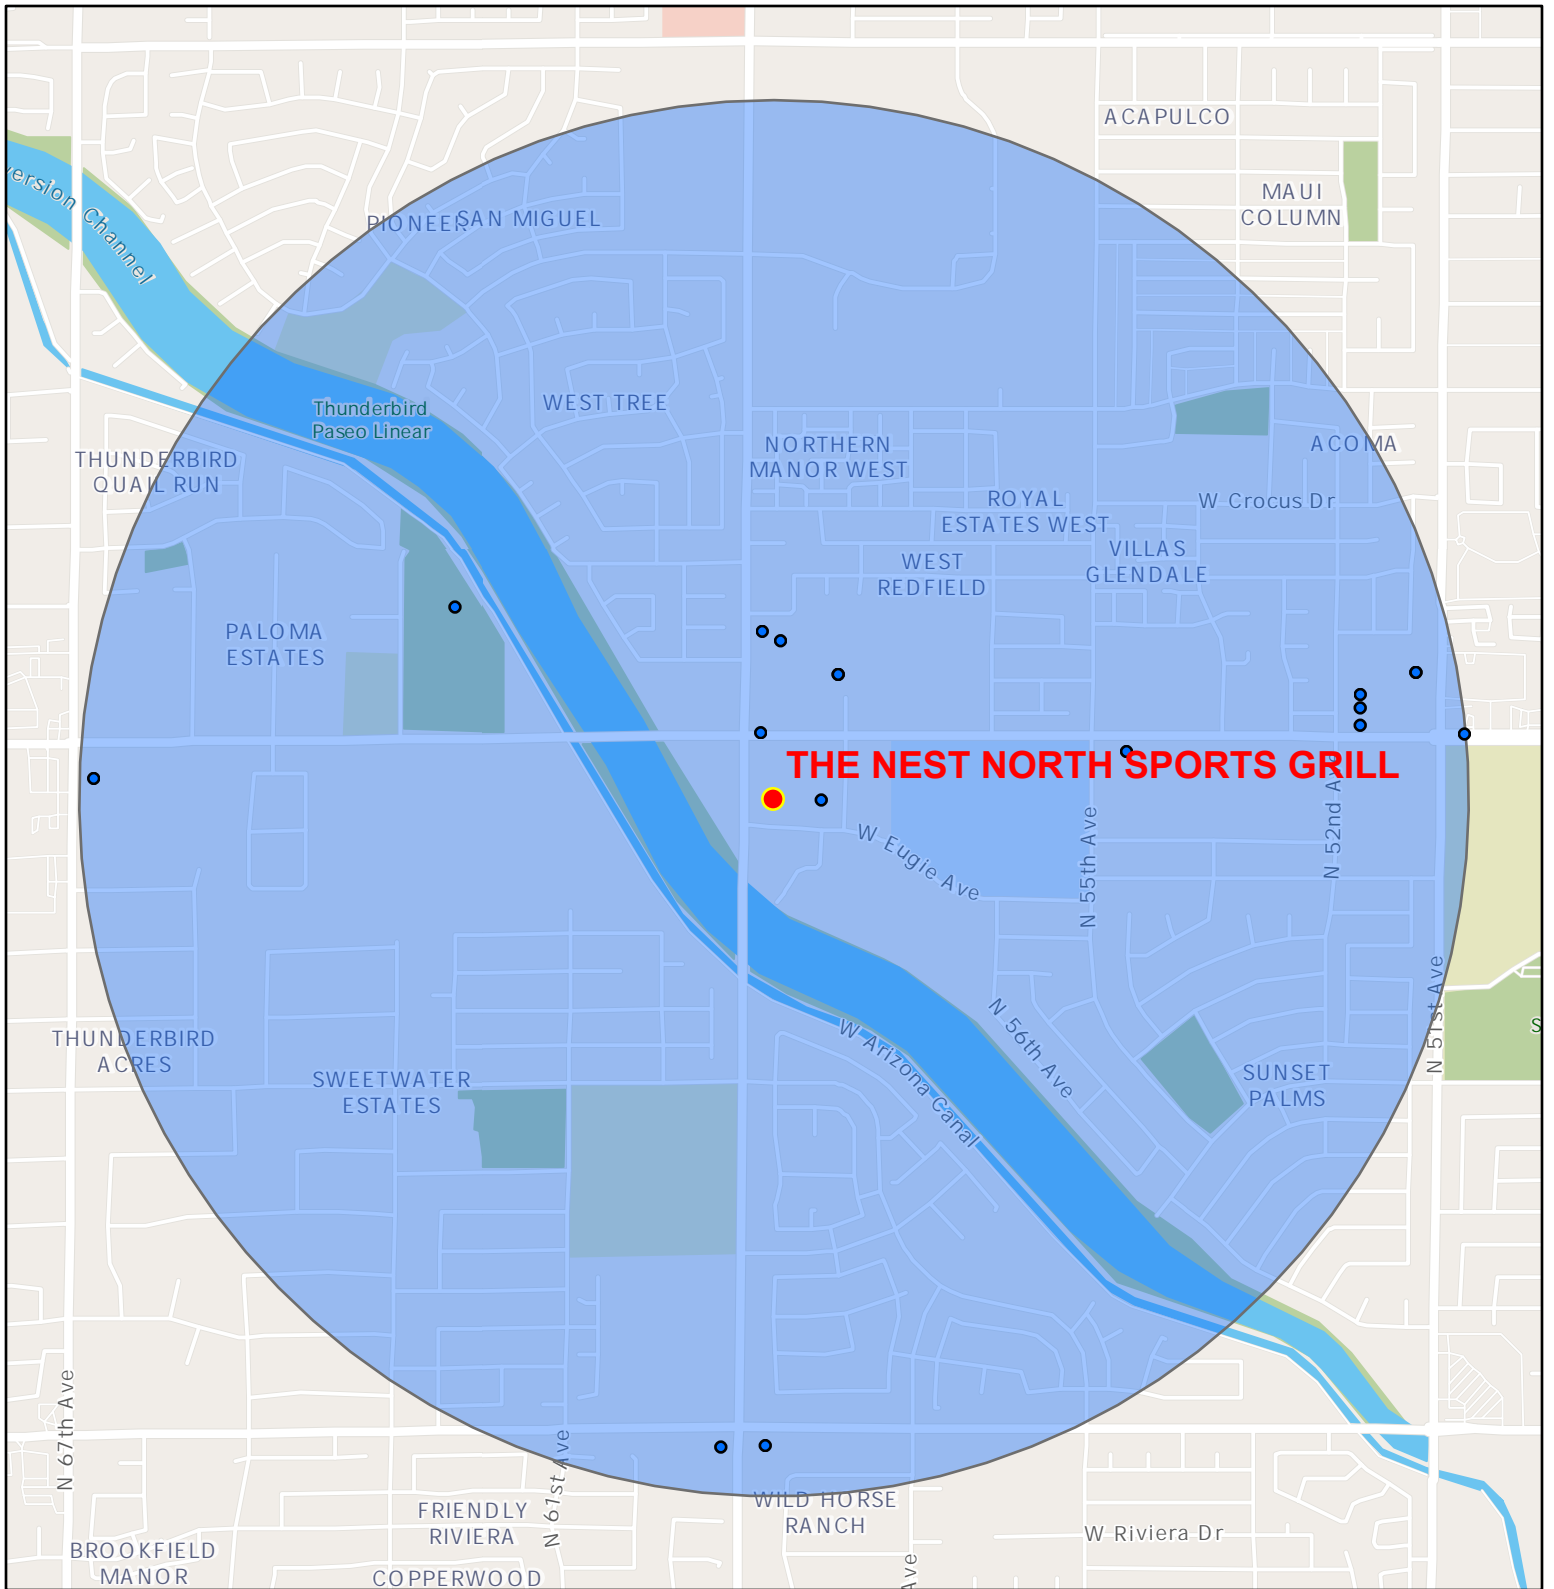 ACAPULCO
MAUI
COLUMN
version Channel
PIONEER
SAN MIGUEL
WEST TREE
Thunderbird
Paseo Linear
THUNDERBIRD
QUAIL RUN
NORTHERN
MANOR WEST
ACOMA
ROYAL
ESTATES WEST
W Crocus Dr
WEST
REDFIELD
VILLAS
GLENDALE
PALOMA
ESTATES
THE NEST NORTH SPORTS GRILL
W Eugie Ave
N 55th Ave
N 52nd Ave
N 51st Ave
N 56th Ave
W Arizona Canal
THUNDERBIRD
ACRES
SWEETWATER
ESTATES
SUNSET
PALMS
S
N 67th Ave
N 61st Ave
FRIENDLY
RIVIERA
WILD HORSE
RANCH
W Riviera Dr
BROOKFIELD
MANOR
COPPERWOOD
Ave